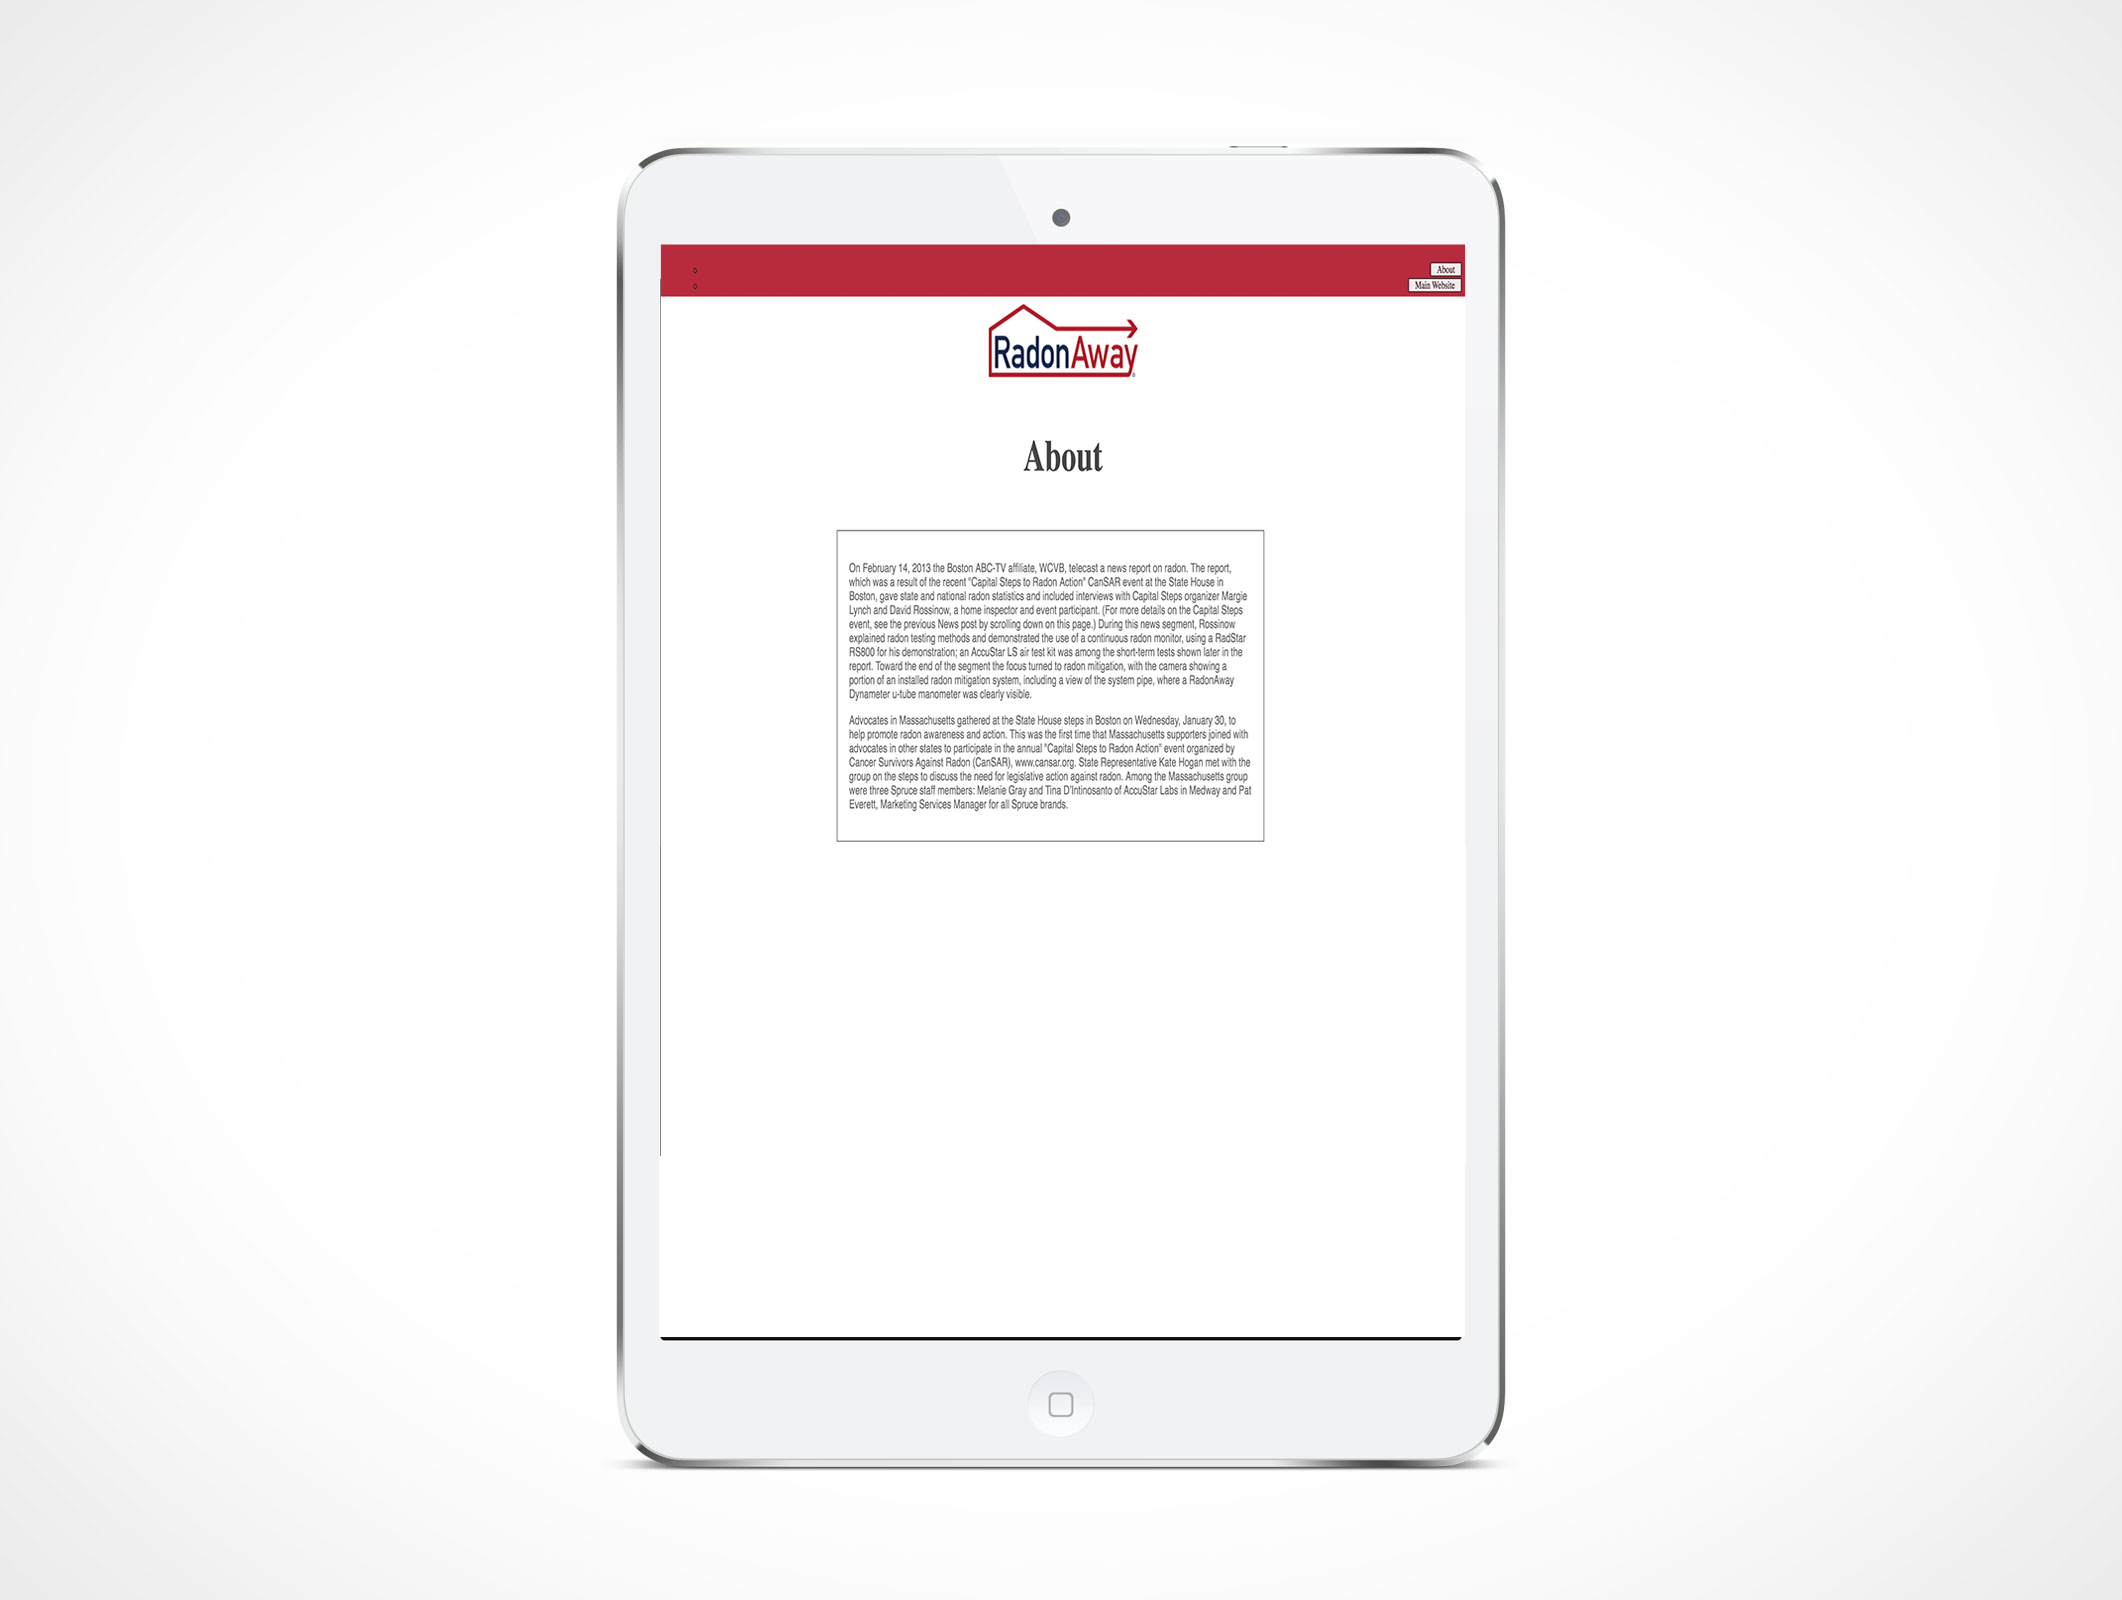 About
Main Website
RadonAway®
About
On February 14, 2013 the Boston ABC-TV affiliate, WCVB, telecast a news report on radon. The report,
which was a result of the recent "Capital Steps to Radon Action" CanSAR event at the State House in
Boston, gave state and national radon statistics and included interviews with Capital Steps organizer Margie
Lynch and David Rossinow, a home inspector and event participant. (For more details on the Capital Steps
event, see the previous News post by scrolling down on this page.) During this news segment, Rossinow
explained radon testing methods and demonstrated the use of a continuous radon monitor, using a RadStar
RS800 for his demonstration; an AccuStar LS air test kit was among the short-term tests shown later in the
report. Toward the end of the segment the focus turned to radon mitigation, with the camera showing a
portion of an installed radon mitigation system, including a view of the system pipe, where a RadonAway
Dynameter u-tube manometer was clearly visible.
Advocates in Massachusetts gathered at the State House steps in Boston on Wednesday, January 30, to
help promote radon awareness and action. This was the first time that Massachusetts supporters joined with
advocates in other states to participate in the annual "Capital Steps to Radon Action" event organized by
Cancer Survivors Against Radon (CanSAR), www.cansar.org. State Representative Kate Hogan met with the
group on the steps to discuss the need for legislative action against radon. Among the Massachusetts group
were three Spruce staff members: Melanie Gray and Tina D'Intinosanto of AccuStar Labs in Medway and Pat
Everett, Marketing Services Manager for all Spruce brands.